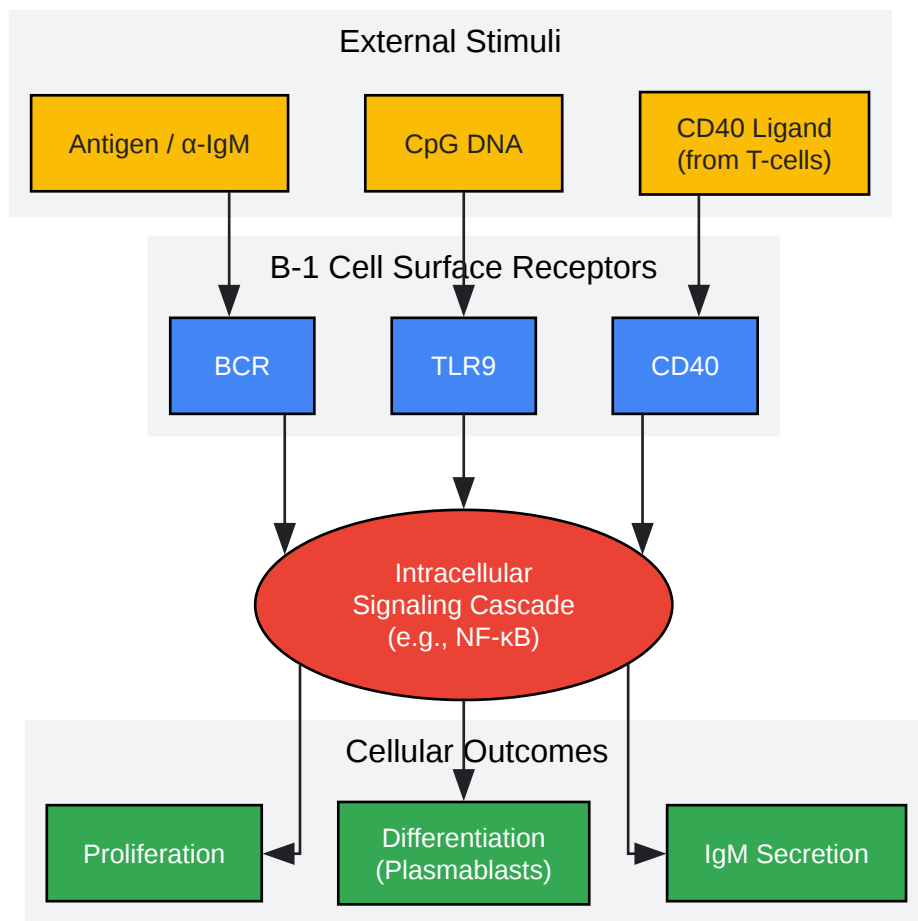 External Stimuli
Antigen / α-IgM
CpG DNA
CD40 Ligand
(from T-cells)
B-1 Cell Surface Receptors
BCR
TLR9
CD40
Intracellular
Signaling Cascade
(e.g., NF-κB)
Cellular Outcomes
Proliferation
Differentiation
(Plasmablasts)
IgM Secretion